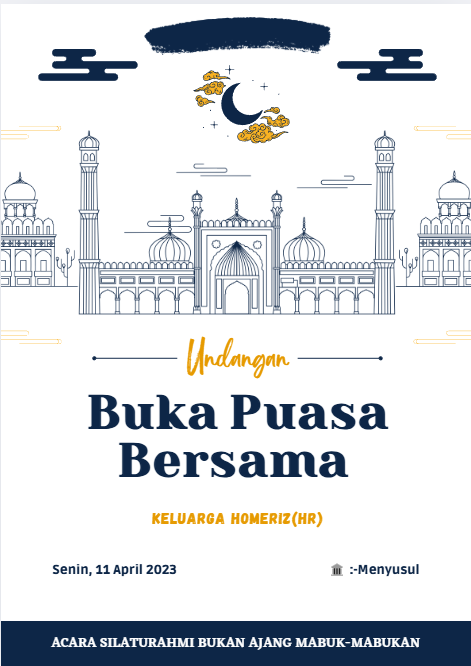 Undangan
Buka Puasa
Bersama
KELUARGA HOMERIZ(HR)
Senin, 11 April 2023
:-Menyusul
ACARA SILATURAHMI BUKAN AJANG MABUK-MABUKAN